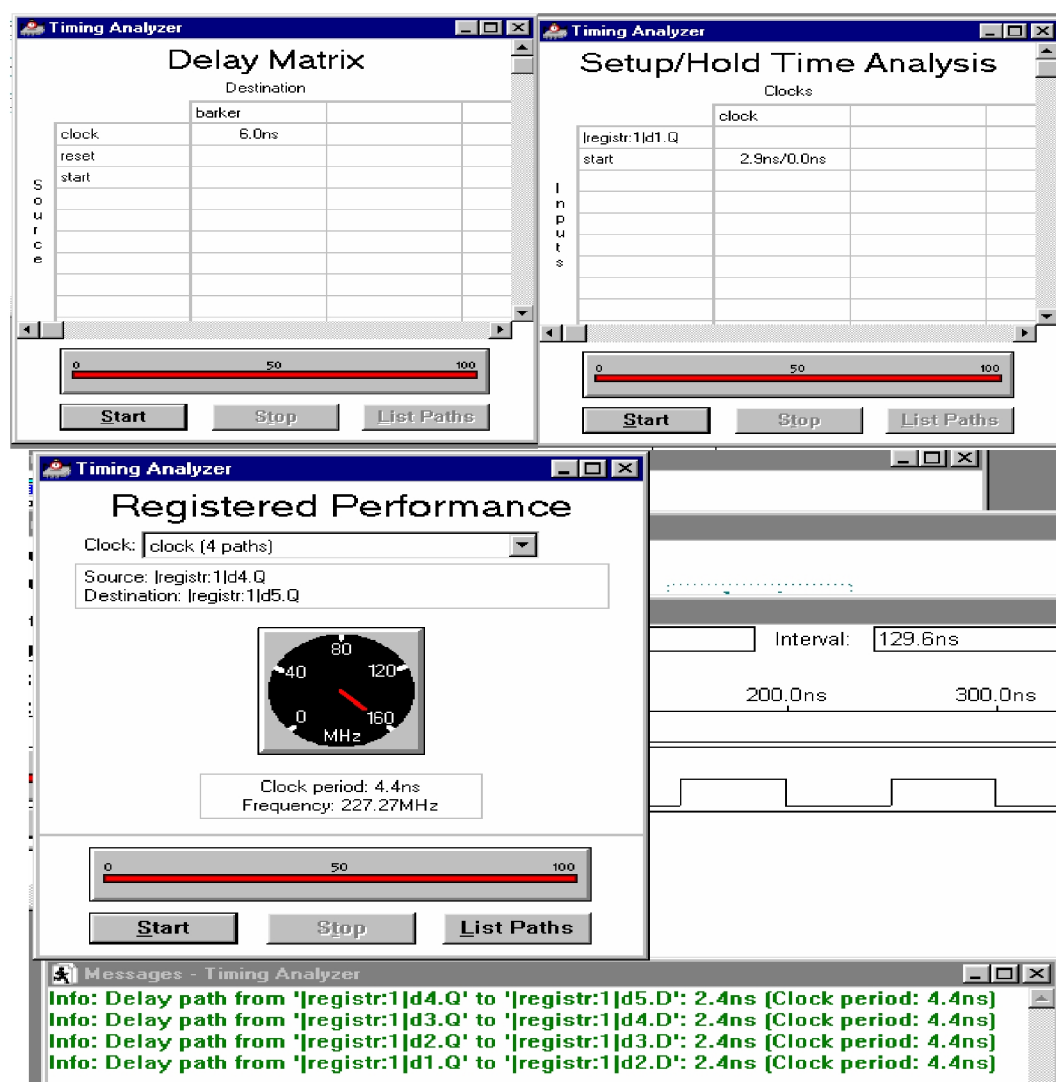 Timing Analyzer
Delay Matrix
Destination
barker
clock 6.0ns
reset
start
Source
0 50 100
Start Stop List Paths
Timing Analyzer
Setup/Hold Time Analysis
Clocks
clock
|registr:1|d1.Q
start 2.9ns/0.0ns
Inputs
0 50 100
Start Stop List Paths
Timing Analyzer
Registered Performance
Clock: clock (4 paths)
Source: |registr:1|d4.Q
Destination: |registr:1|d5.Q
80
40 120
0 160
MHz
Clock period: 4.4ns
Frequency: 227.27MHz
0 50 100
Start Stop List Paths
Interval: 129.6ns
200.0ns 300.0ns
Messages - Timing Analyzer
Info: Delay path from '|registr:1|d4.Q' to '|registr:1|d5.D': 2.4ns (Clock period: 4.4ns)
Info: Delay path from '|registr:1|d3.Q' to '|registr:1|d4.D': 2.4ns (Clock period: 4.4ns)
Info: Delay path from '|registr:1|d2.Q' to '|registr:1|d3.D': 2.4ns (Clock period: 4.4ns)
Info: Delay path from '|registr:1|d1.Q' to '|registr:1|d2.D': 2.4ns (Clock period: 4.4ns)